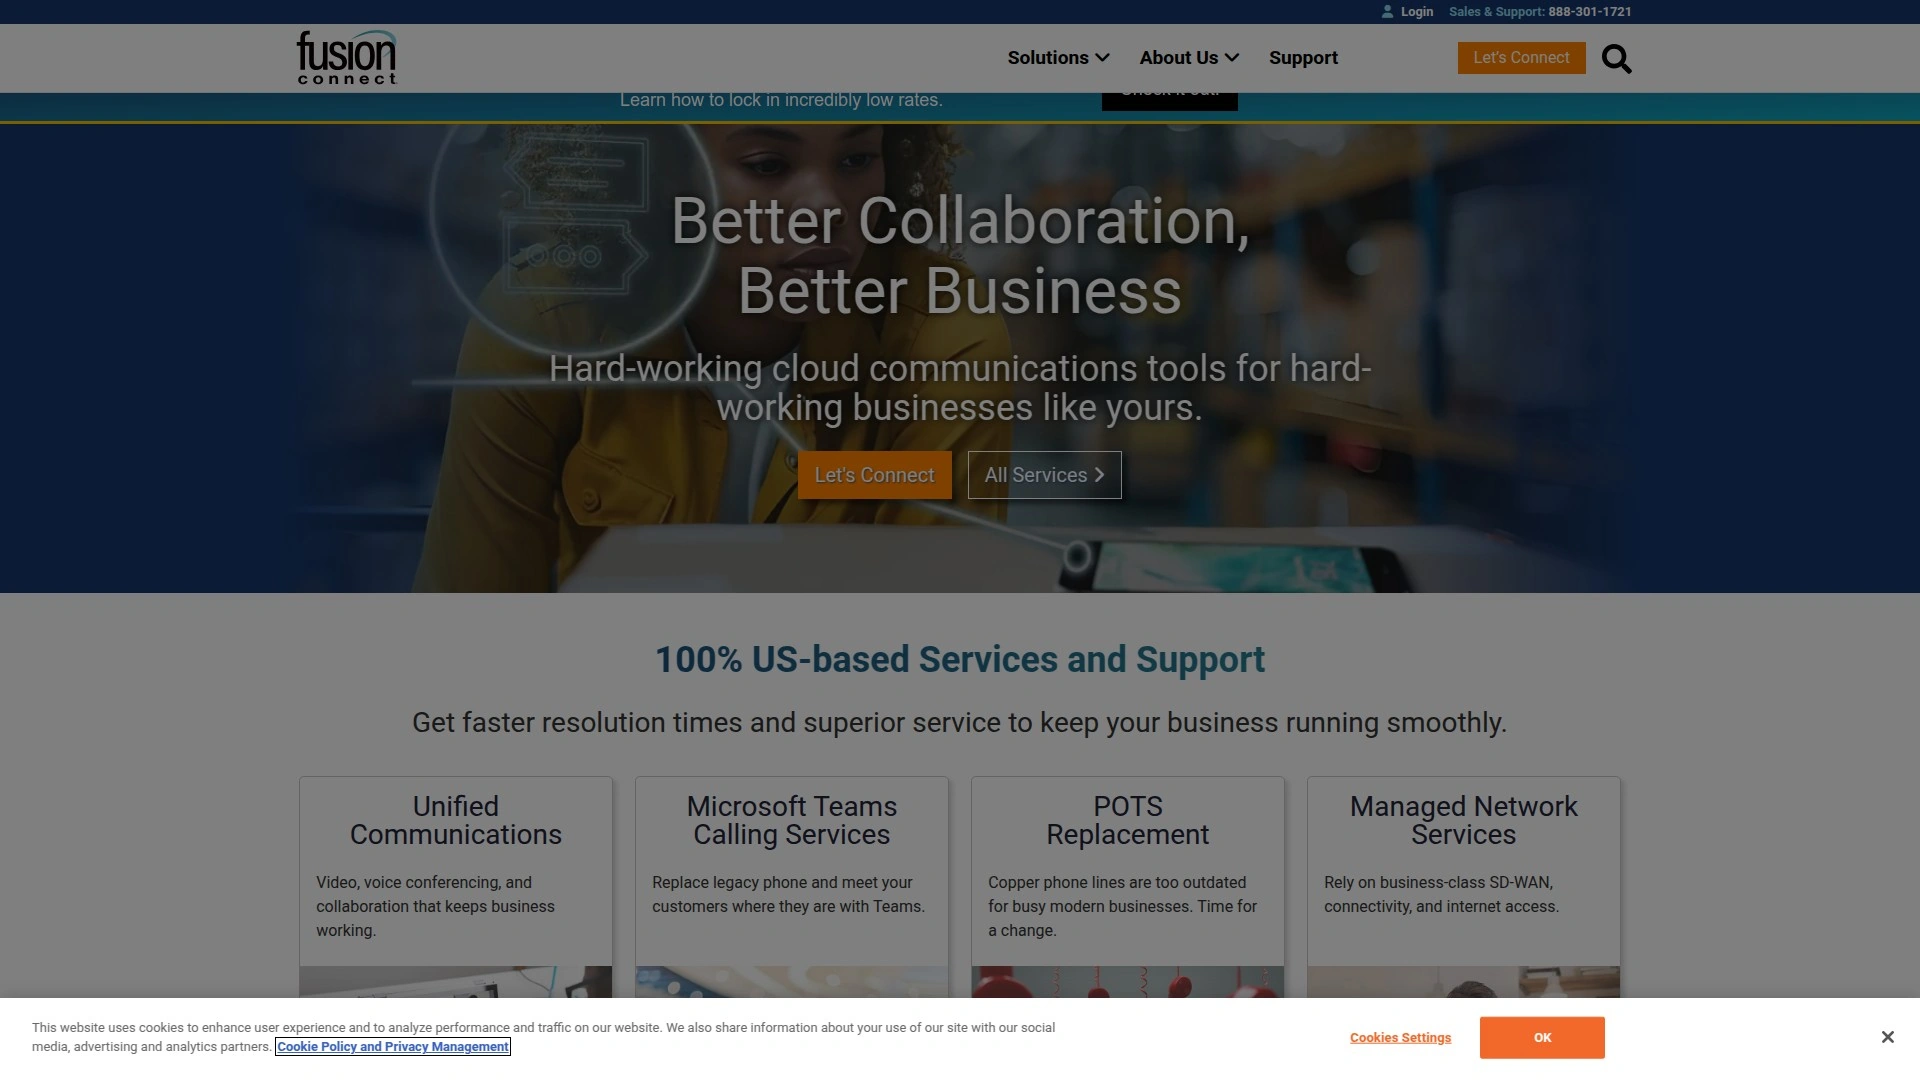 Login Sales & Support: 888-301-1721
fusion
connect
Solutions About Us Support Let's Connect
Learn how to lock in incredibly low rates.
Better Collaboration,
Better Business
Hard-working cloud communications tools for hard-
working businesses like yours.
Let's Connect All Services
100% US-based Services and Support
Get faster resolution times and superior service to keep your business running smoothly.
Unified
Communications
Video, voice conferencing, and
collaboration that keeps business
working.
Microsoft Teams
Calling Services
Replace legacy phone and meet your
customers where they are with Teams.
POTS
Replacement
Copper phone lines are too outdated
for busy modern businesses. Time for
a change.
Managed Network
Services
Rely on business-class SD-WAN,
connectivity, and internet access.
This website uses cookies to enhance user experience and to analyze performance and traffic on our website. We also share information about your use of our site with our social
media, advertising and analytics partners. Cookie Policy and Privacy Management
Cookies Settings OK